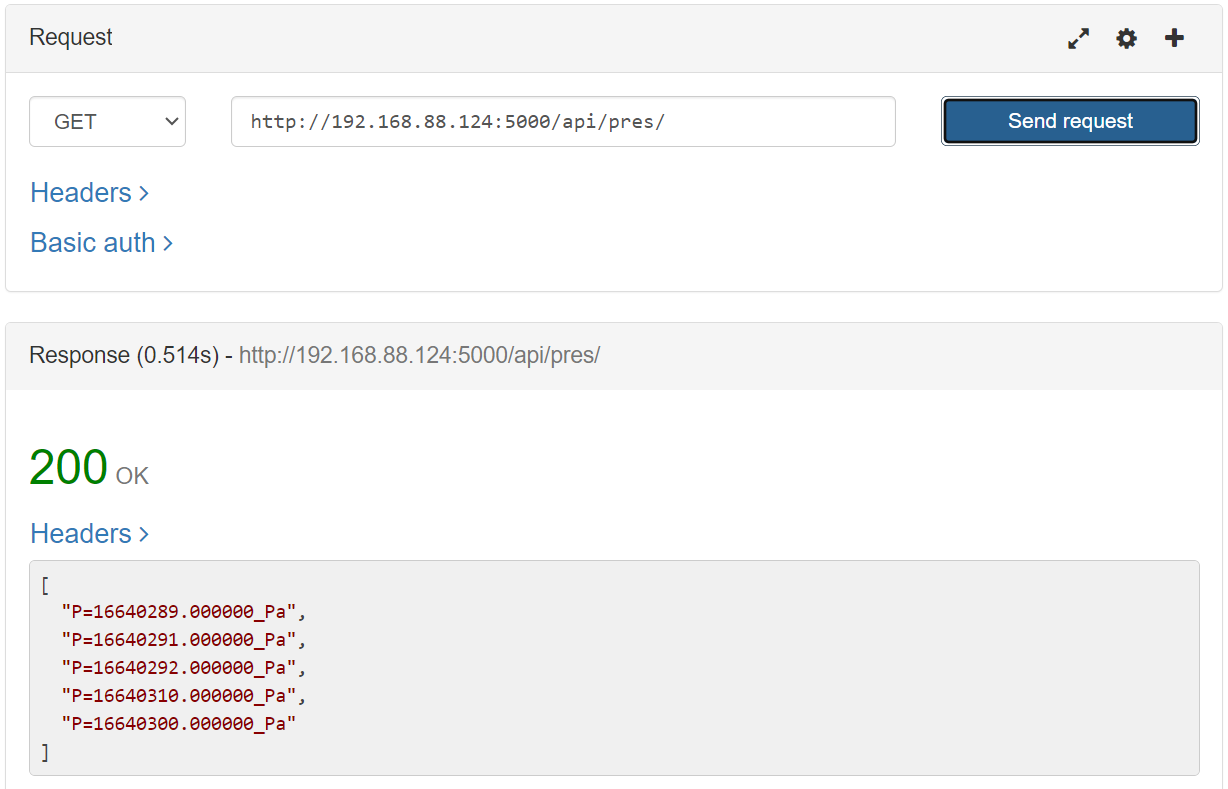 Request
GET
http://192.168.88.124:5000/api/pres/
Send request
Headers
Basic auth
Response (0.514s) - http://192.168.88.124:5000/api/pres/
200 OK
Headers
[
"P=16640289.000000_Pa",
"P=16640291.000000_Pa",
"P=16640292.000000_Pa",
"P=16640310.000000_Pa",
"P=16640300.000000_Pa"
]